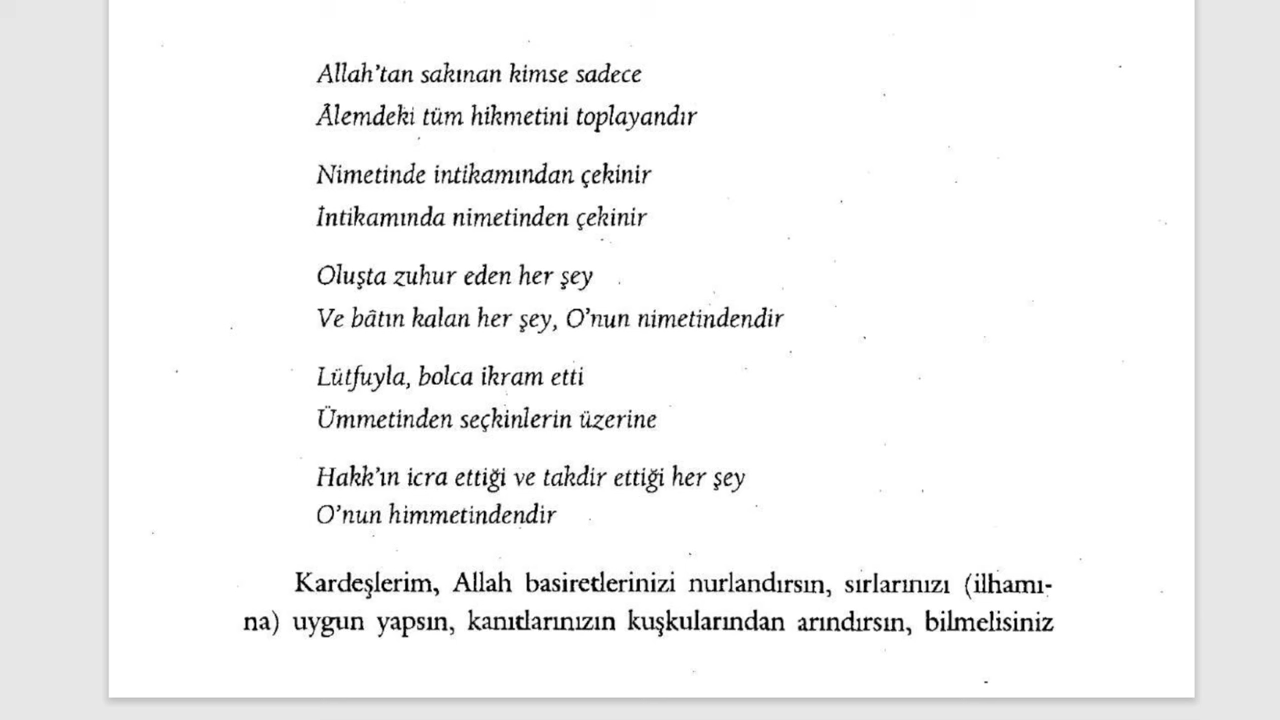 Allah’tan sakınan kimse sadece
Âlemdeki tüm hikmetini toplayandır
Nimetinde intikamından çekinir
İntikamında nimetinden çekinir
Oluşta zuhur eden her şey
Ve bâtın kalan her şey, O’nun nimetindendir
Lütfuyla, bolca ikram etti
Ümmetinden seçkinlerin üzerine
Hakk’ın icra ettiği ve takdir ettiği her şey
O’nun himmetindendir
Kardeşlerim, Allah basiretlerinizi nurlandırsın, sırlarınızı (ilhamı-
na) uygun yapsın, kanıtlarınızın kuşkularından arındırsın, bilmelisiniz